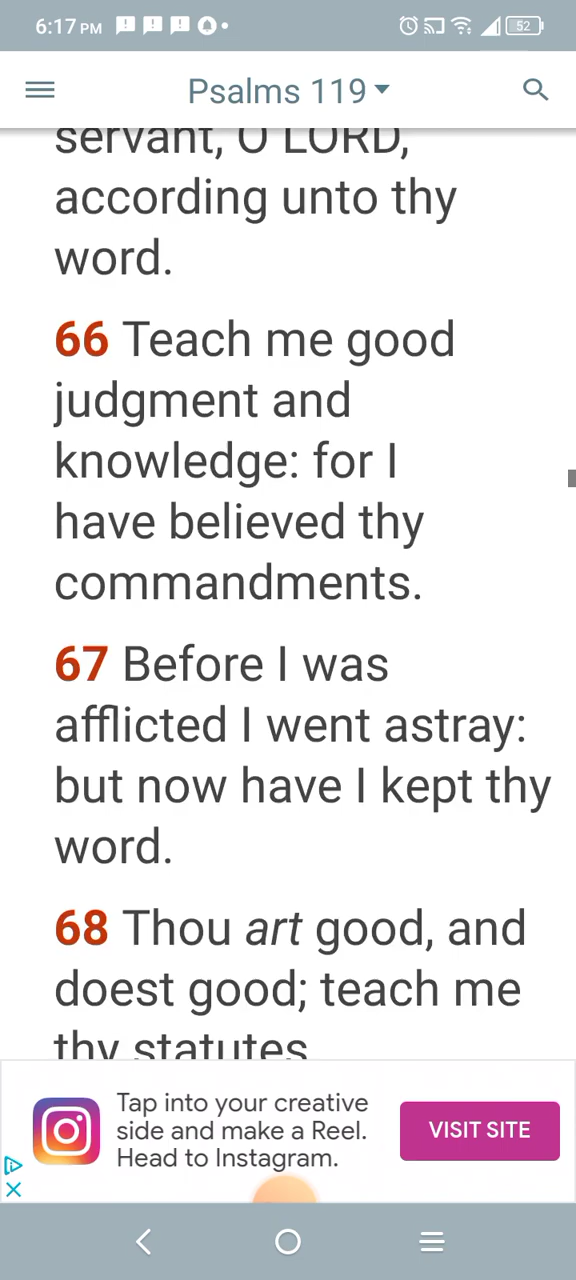 6:17 PM
52
Psalms 119
servant, O LORD,
according unto thy
word.
66 Teach me good
judgment and
knowledge: for I
have believed thy
commandments.
67 Before I was
afflicted I went astray:
but now have I kept thy
word.
68 Thou art good, and
doest good; teach me
thy statutes
Tap into your creative
side and make a Reel.
Head to Instagram.
VISIT SITE